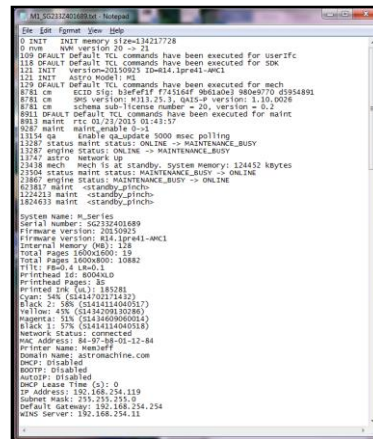 M1_SG233Z401689.txt - Notepad
File Edit Format View Help
0 INIT INIT memory size=134217728
0 nvm NVM version 20 -> 21
109 DFAULT Default TCL commands have been executed for UserIfc
118 DFAULT Default TCL commands have been executed for SDK
121 INIT Version=20150925 ID=R14.1pre41-AMC1
121 INIT Astro_Model: M1
129 DFAULT Default TCL commands have been executed for mech
8781 cm ECID Sig: b3efef1f f745164f 9b61a0e3 980e9770 d5954891
8781 cm SMS version: MJ13.25.3, QAIS-P version: 1.10.0026
8781 cm schema sub-license number = 20, version = 0.2
8911 DFAULT Default TCL commands have been executed for maint
8913 maint rtc 01/23/2015 01:43:57
9287 maint maint_enable 0->1
13154 qa Enable qa_update 5000 msec polling
13287 status maint status: ONLINE -> MAINTENANCE_BUSY
13287 engine status: ONLINE -> MAINTENANCE_BUSY
13747 astro Network Up
23438 mech Mech is at standby. System Memory: 124452 kBytes
23504 status maint status: MAINTENANCE_BUSY -> ONLINE
23867 engine status: MAINTENANCE_BUSY -> ONLINE
623817 maint <standby_pinch>
1224213 maint <standby_pinch>
1824633 maint <standby_pinch>
System Name: M_Series
Serial Number: SG233Z401689
Firmware Version: 20150925
Firmware Version: R14.1pre41-AMC1
Internal Memory (MB): 128
Total Pages 1600x1600: 19
Total Pages 1600x800: 10882
Tilt: FB=0.4 LR=0.1
Printhead Id: B004XLD
Printhead Pages: ãs
Printed Ink (uL): 185281
Cyan: 54% (S1414702171432)
Black 2: 58% (S1414114040517)
Yellow: 45% (S1434209130286)
Magenta: 51% (S1434609060014)
Black 1: 57% (S1414114040518)
Network Status: connected
MAC Address: 84-97-b8-01-12-84
Printer Name: MemJeff
Domain Name: astromachine.com
DHCP: Disabled
BOOTP: Disabled
AutoIP: Disabled
DHCP Lease Time (s): 0
IP Address: 192.168.254.119
Subnet Mask: 255.255.255.0
Default Gateway: 192.168.254.254
WINS Server: 192.168.254.11